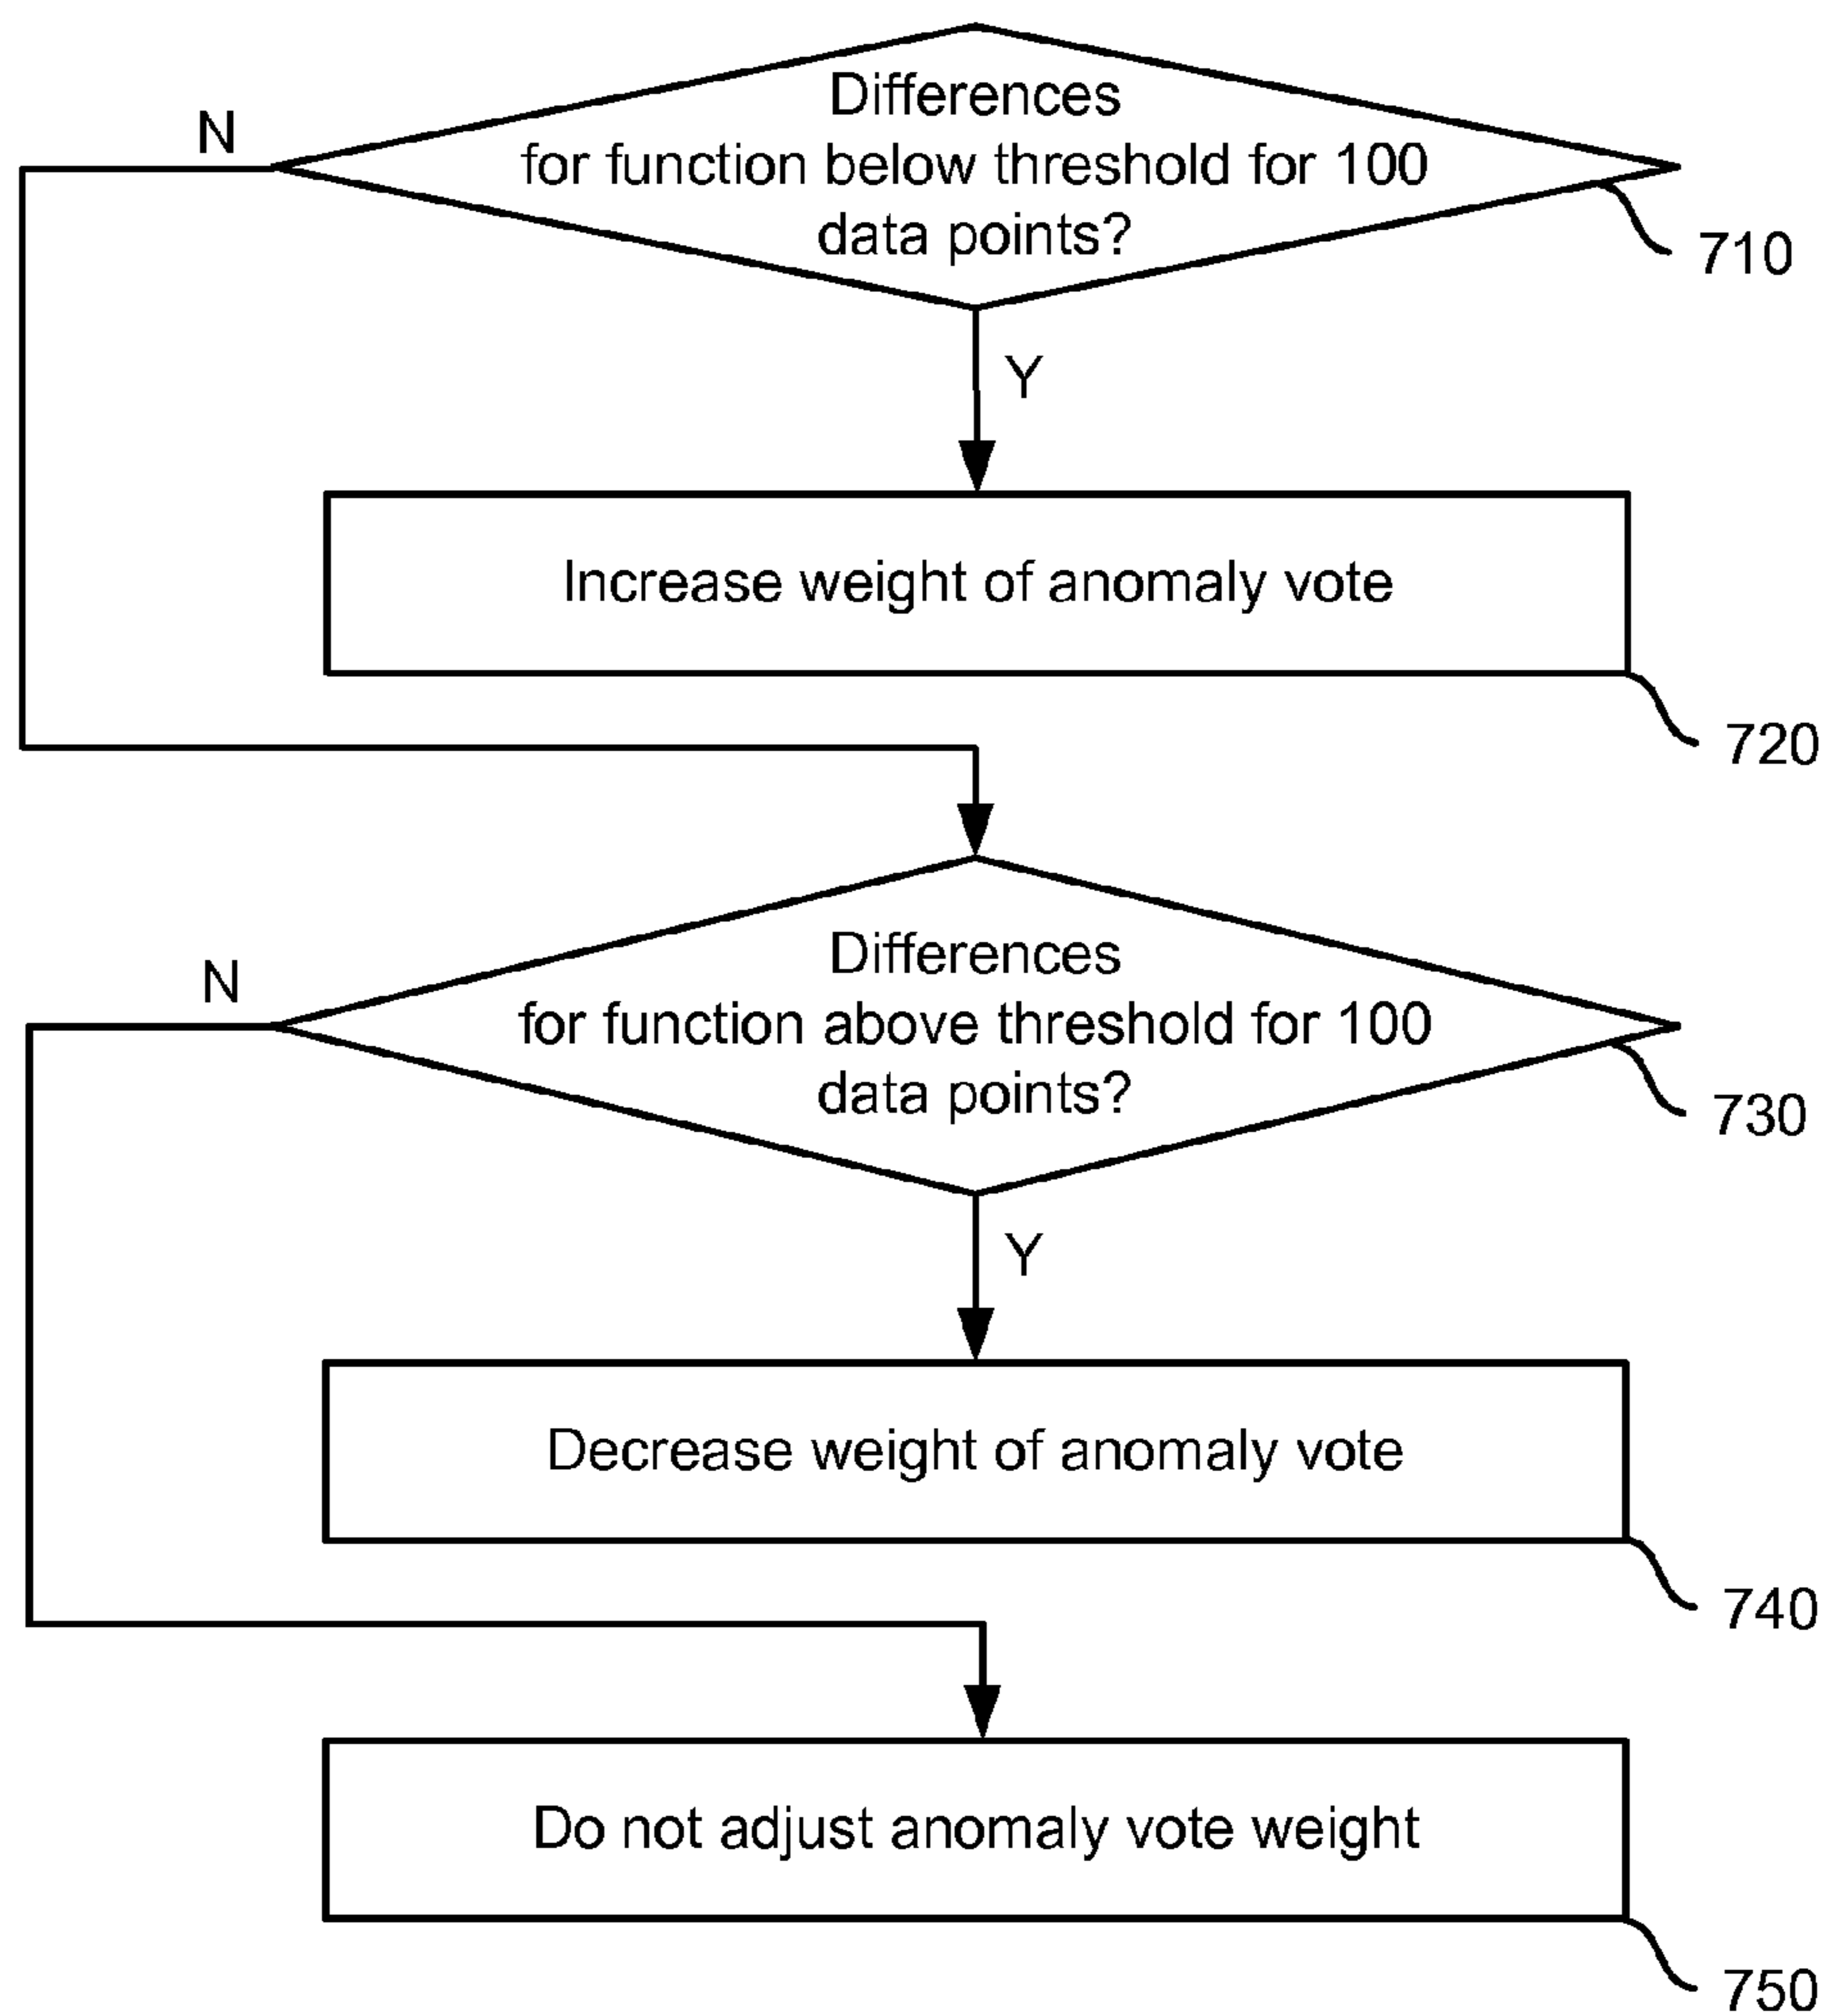 Differences
N
for function below threshold for 100
data points?
710
Y
Increase weight of anomaly vote
720
Differences
N
for function above threshold for 100
data points?
730
Y
Decrease weight of anomaly vote
740
Do not adjust anomaly vote weight
750